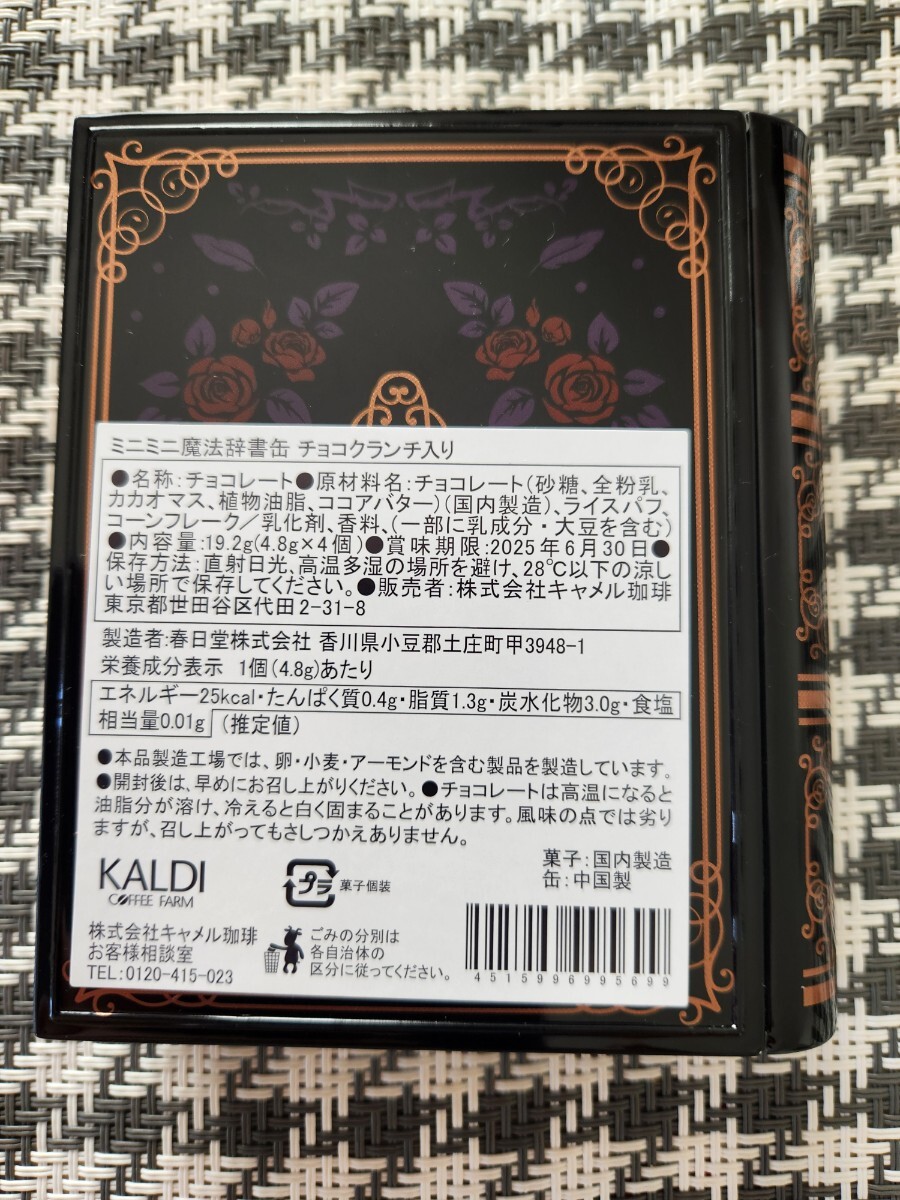 ミニミニ魔法辞書缶 チョコクランチ入り
●名称:チョコレート●原材料名:チョコレート(砂糖、全粉乳、
カカオマス、植物油脂、ココアバター)(国内製造)、ライスパフ、
コーンフレーク／乳化剤、香料、(一部に乳成分・大豆を含む)
●内容量:19.2g(4.8g×4個)●賞味期限:2025年6月30日●
保存方法:直射日光、高温多湿の場所を避け、28℃以下の涼し
い場所で保存してください。●販売者:株式会社キャメル珈琲
東京都世田谷区代田2-31-8
製造者:春日堂株式会社 香川県小豆郡土庄町甲3948-1
栄養成分表示 1個(4.8g)あたり
エネルギー25kcal・たんぱく質0.4g・脂質1.3g・炭水化物3.0g・食塩
相当量0.01g (推定値)
●本品製造工場では、卵・小麦・アーモンドを含む製品を製造しています。
●開封後は、早めにお召し上がりください。●チョコレートは高温になると
油脂分が溶け、冷えると白く固まることがあります。風味の点では劣り
ますが、召し上がってもさしつかえありません。
菓子:国内製造
缶:中国製
KALDI
COFFEE FARM
プラ 菓子個装
株式会社キャメル珈琲
お客様相談室
TEL:0120-415-023
ごみの分別は
各自治体の
区分に従ってください。
4515996995699